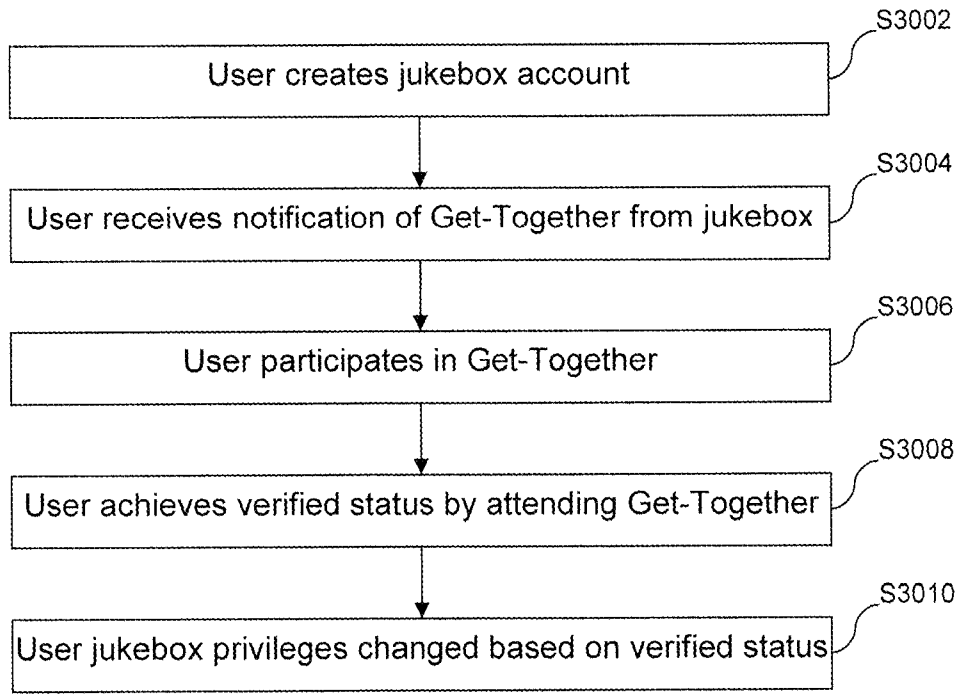 S3002
User creates jukebox account
S3004
User receives notification of Get-Together from jukebox
S3006
User participates in Get-Together
S3008
User achieves verified status by attending Get-Together
S3010
User jukebox privileges changed based on verified status